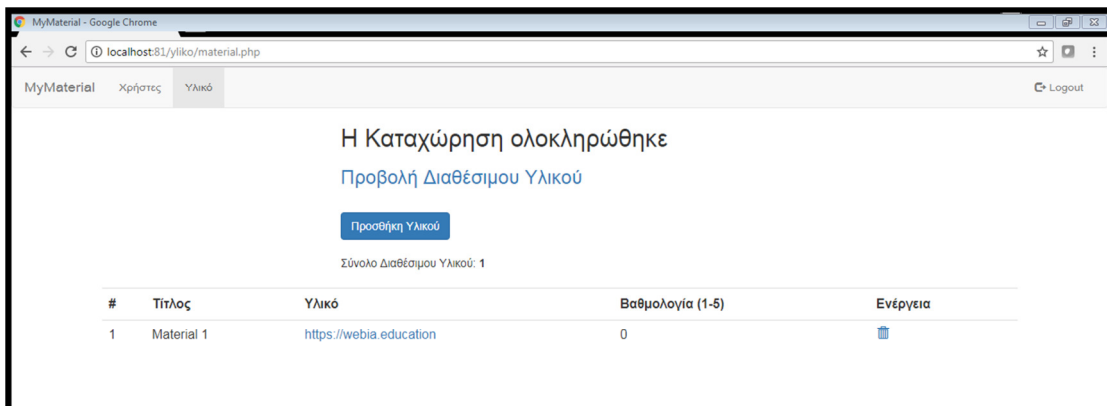 MyMaterial - Google Chrome
localhost:81/yliko/material.php
MyMaterial Χρήστες Υλικό Logout
Η Καταχώρηση ολοκληρώθηκε
Προβολή Διαθέσιμου Υλικού
Προσθήκη Υλικού
Σύνολο Διαθέσιμου Υλικού: 1
# Τίτλος Υλικό Βαθμολογία (1-5) Ενέργεια
1 Material 1 https://webia.education 0